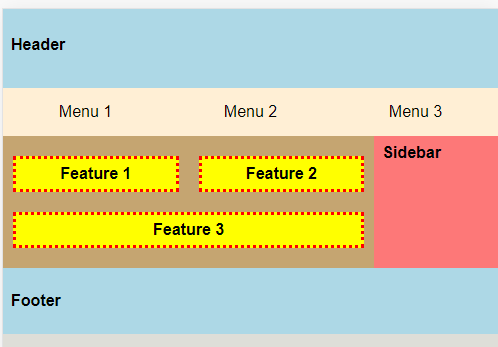 Header
Menu 1 Menu 2 Menu 3
Feature 1 Feature 2
Sidebar
Feature 3
Footer